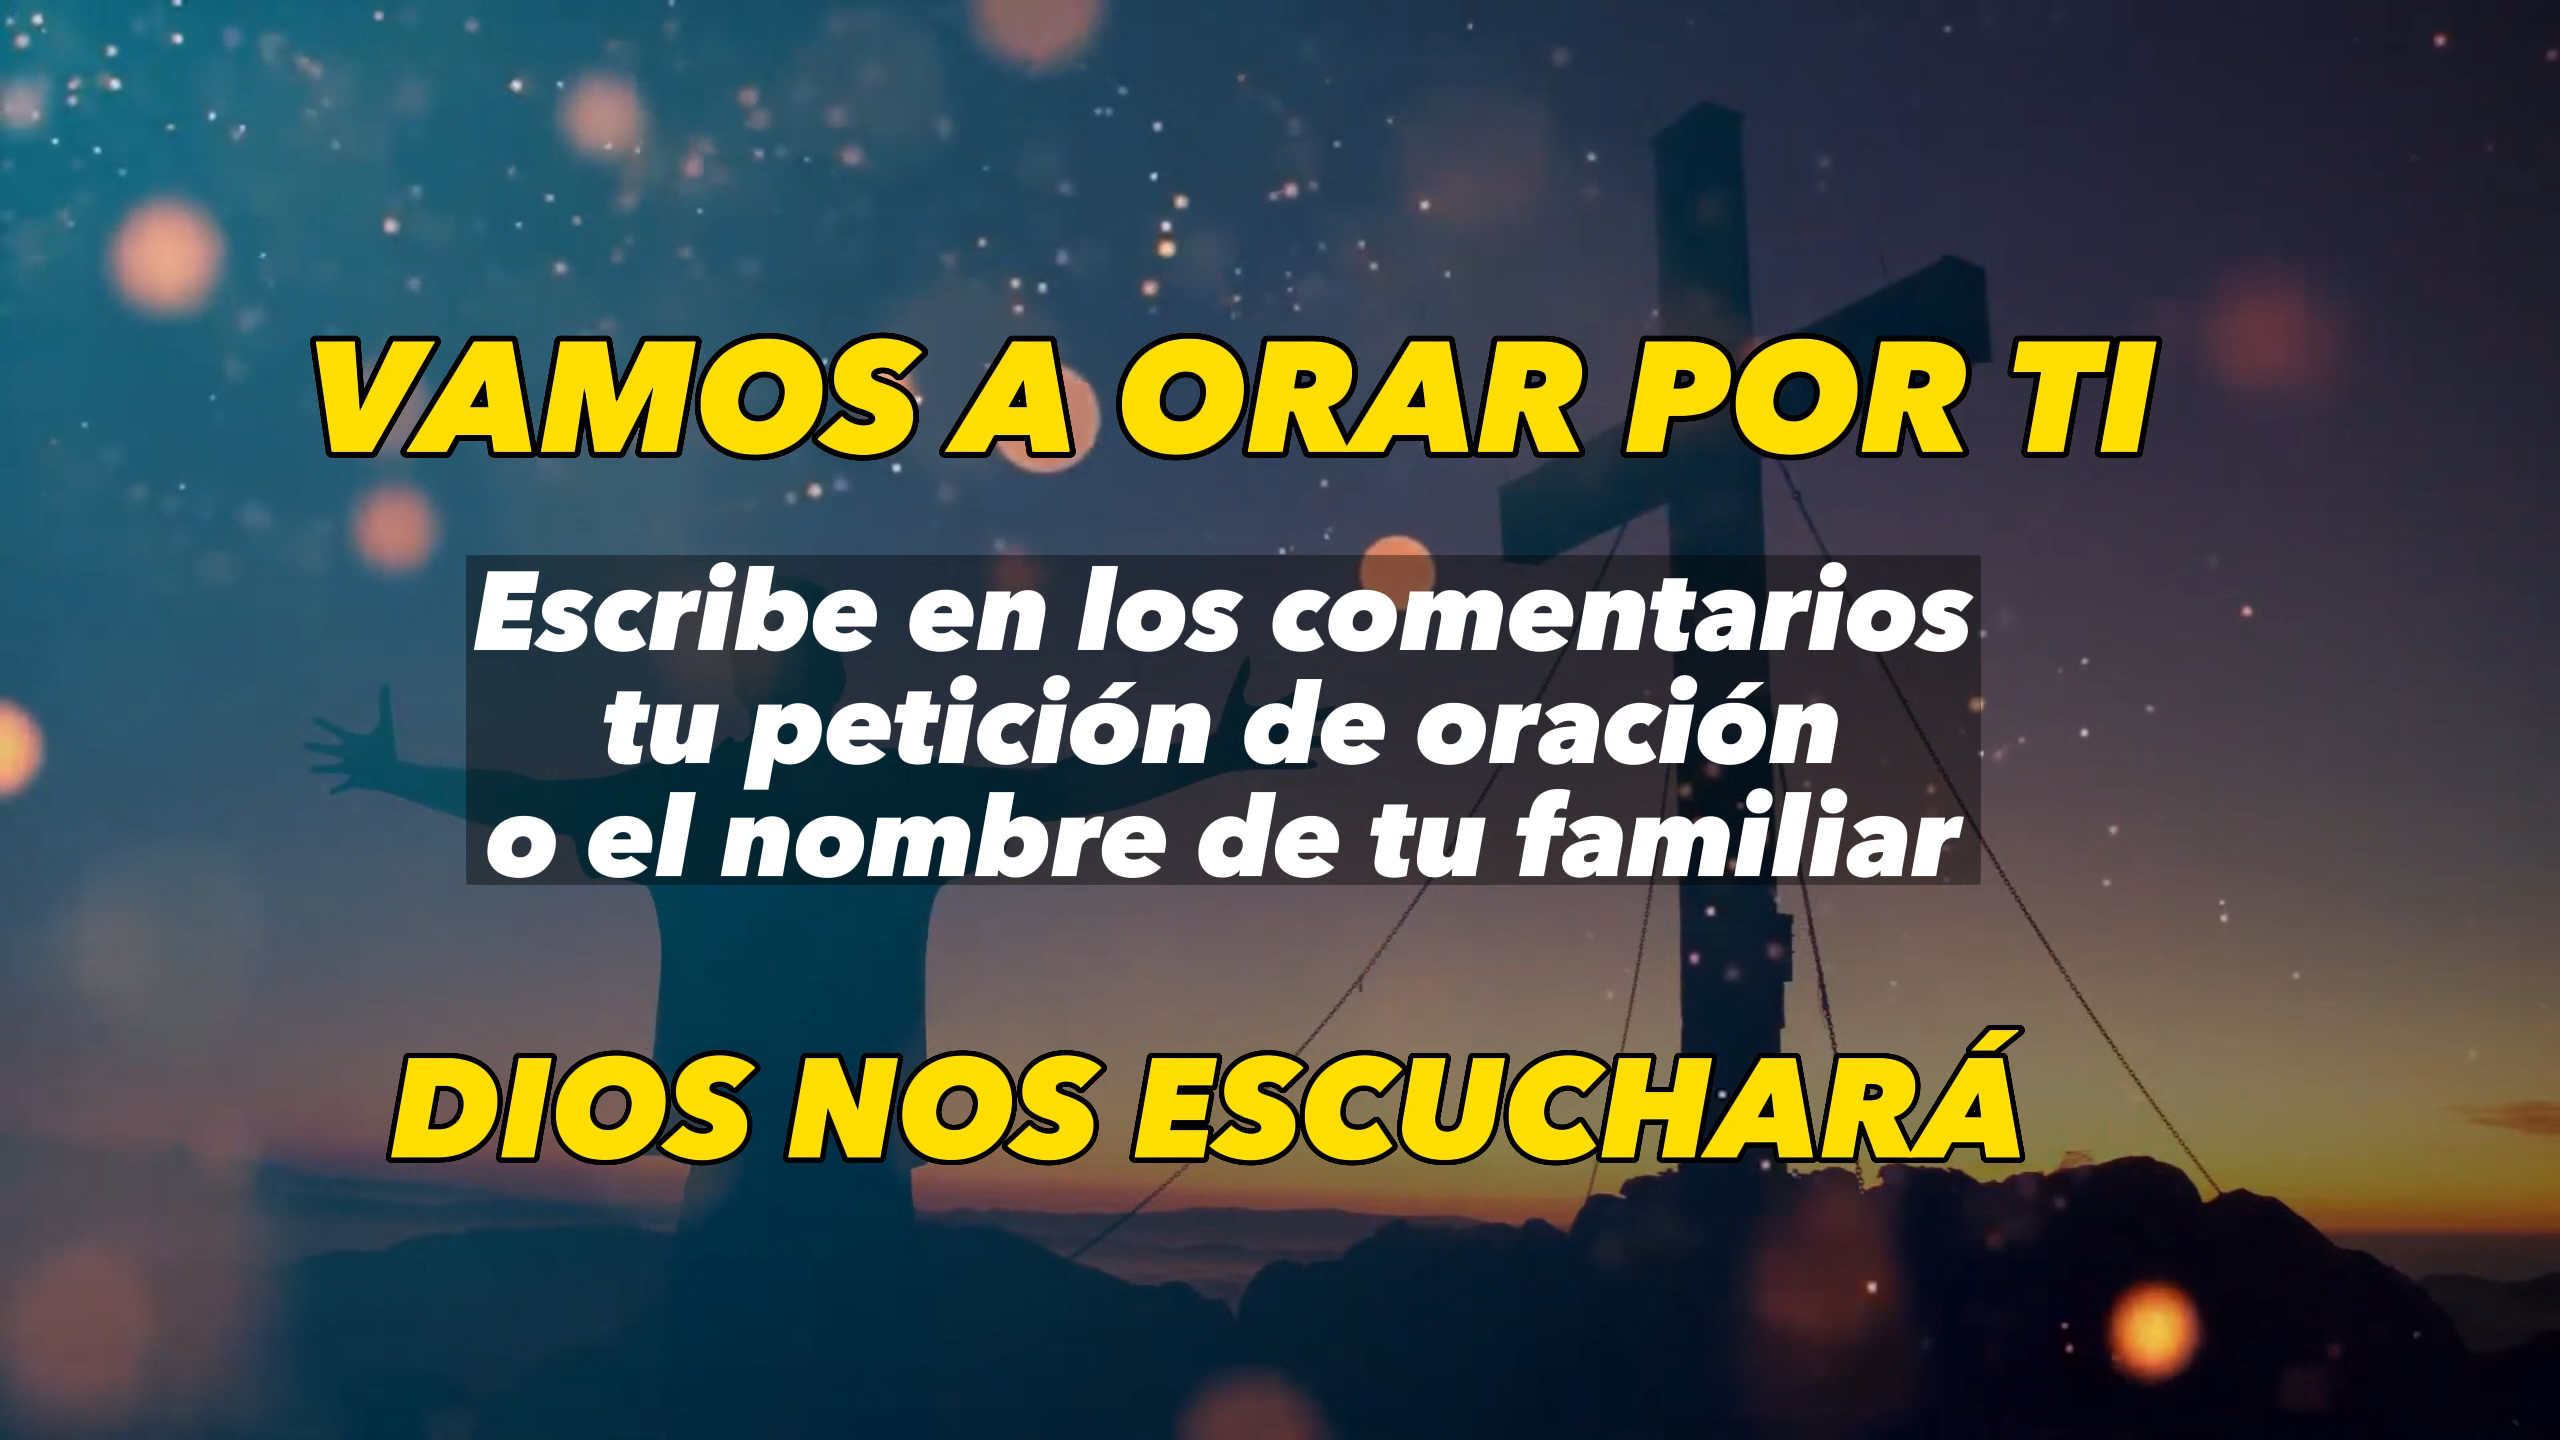 VAMOS A ORAR POR TI
Escribe en los comentarios
tu petición de oración
o el nombre de tu familiar
DIOS NOS ESCUCHARÁ